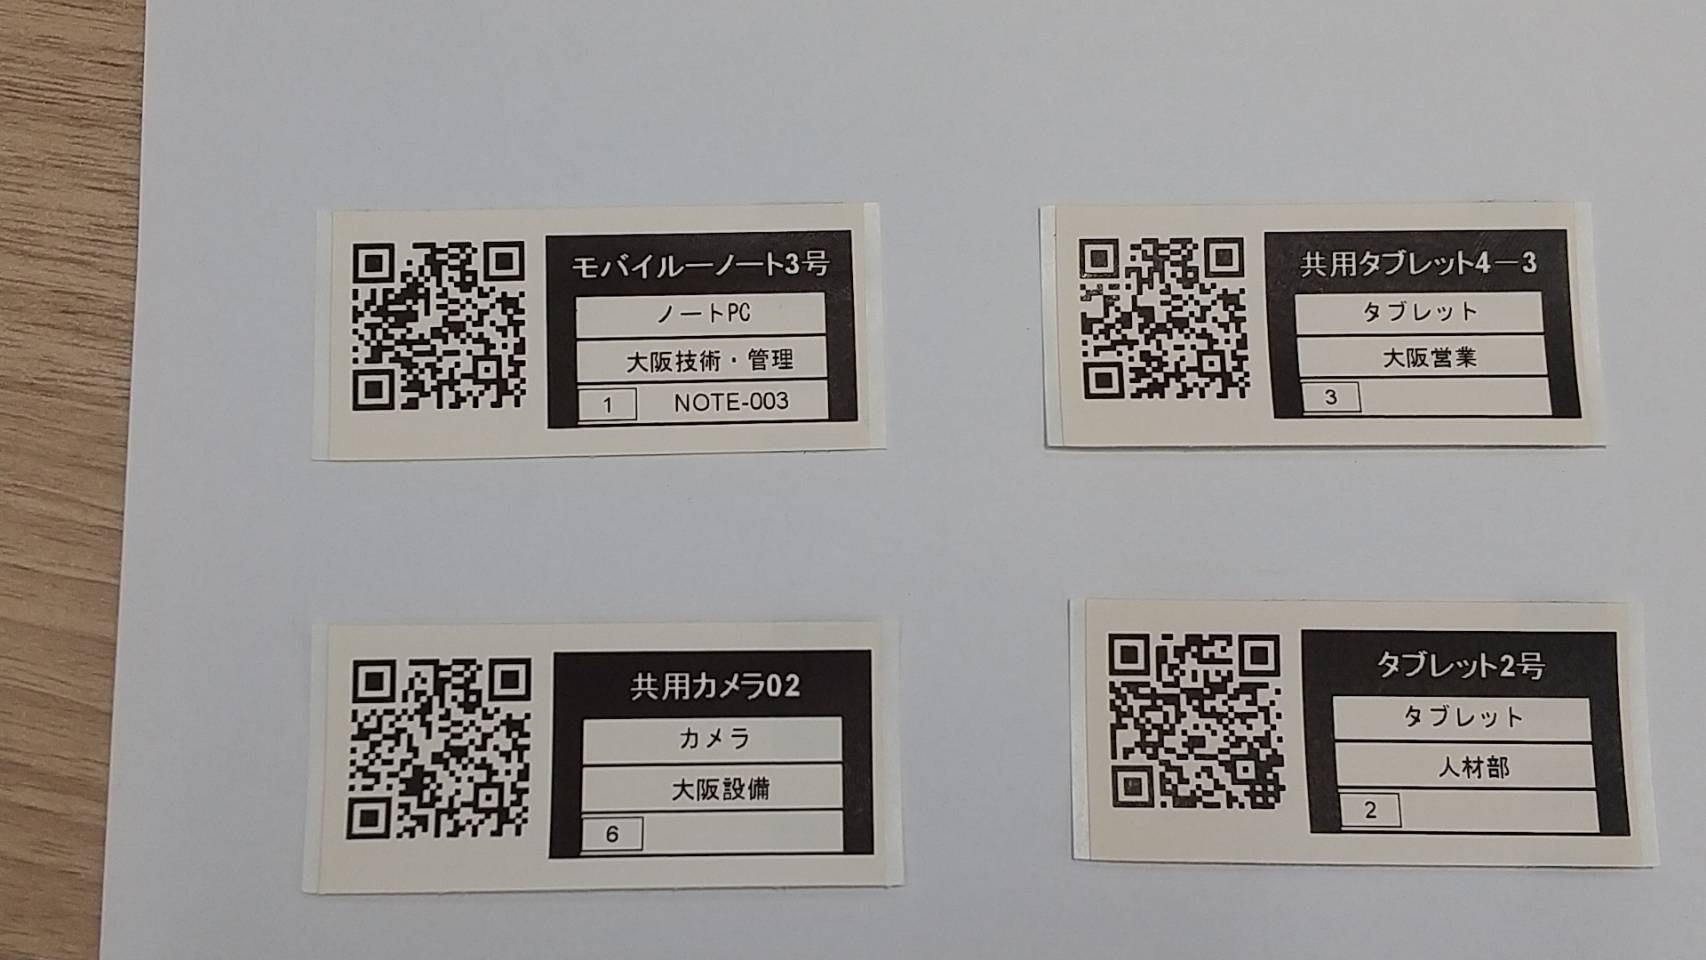 モバイルーノート3号
ノートPC
大阪技術・管理
1 NOTE-003
共用タブレット4－3
タブレット
大阪営業
3
共用カメラ02
カメラ
大阪設備
6
タブレット2号
タブレット
人材部
2